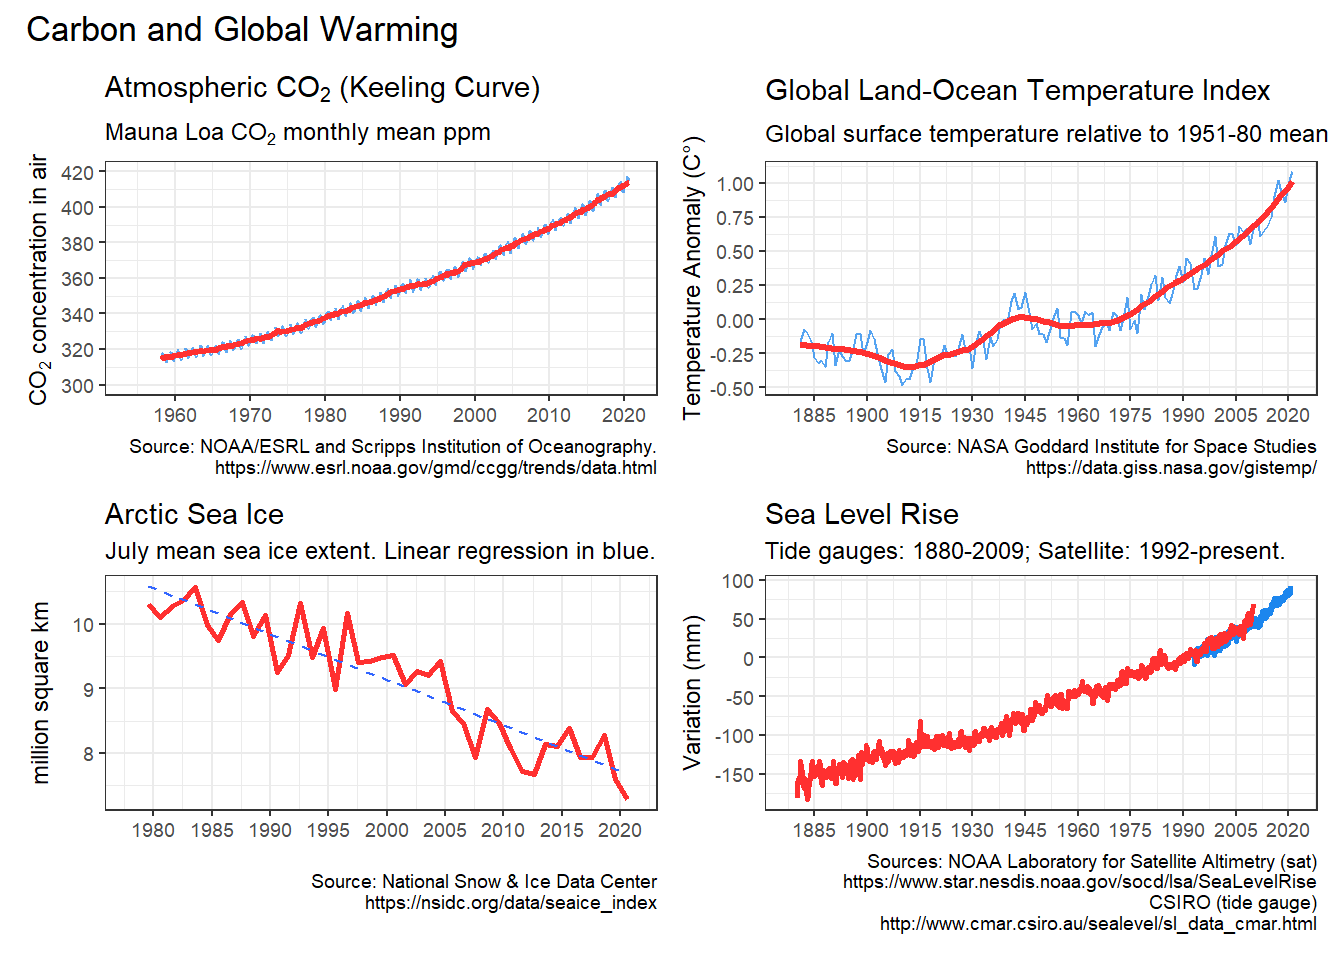 Carbon and Global Warming
Atmospheric CO₂ (Keeling Curve)
Mauna Loa CO₂ monthly mean ppm
CO₂ concentration in air
420
400
380
360
340
320
300
1960 1970 1980 1990 2000 2010 2020
Source: NOAA/ESRL and Scripps Institution of Oceanography.
https://www.esrl.noaa.gov/gmd/ccgg/trends/data.html
Global Land-Ocean Temperature Index
Global surface temperature relative to 1951-80 mean
Temperature Anomaly (C°)
1.00
0.75
0.50
0.25
0.00
-0.25
-0.50
1885 1900 1915 1930 1945 1960 1975 1990 2005 2020
Source: NASA Goddard Institute for Space Studies
https://data.giss.nasa.gov/gistemp/
Arctic Sea Ice
July mean sea ice extent. Linear regression in blue.
million square km
10
9
8
1980 1985 1990 1995 2000 2005 2010 2015 2020
Source: National Snow & Ice Data Center
https://nsidc.org/data/seaice_index
Sea Level Rise
Tide gauges: 1880-2009; Satellite: 1992-present.
Variation (mm)
100
50
0
-50
-100
-150
1885 1900 1915 1930 1945 1960 1975 1990 2005 2020
Sources: NOAA Laboratory for Satellite Altimetry (sat)
https://www.star.nesdis.noaa.gov/socd/lsa/SeaLevelRise
CSIRO (tide gauge)
http://www.cmar.csiro.au/sealevel/sl_data_cmar.html